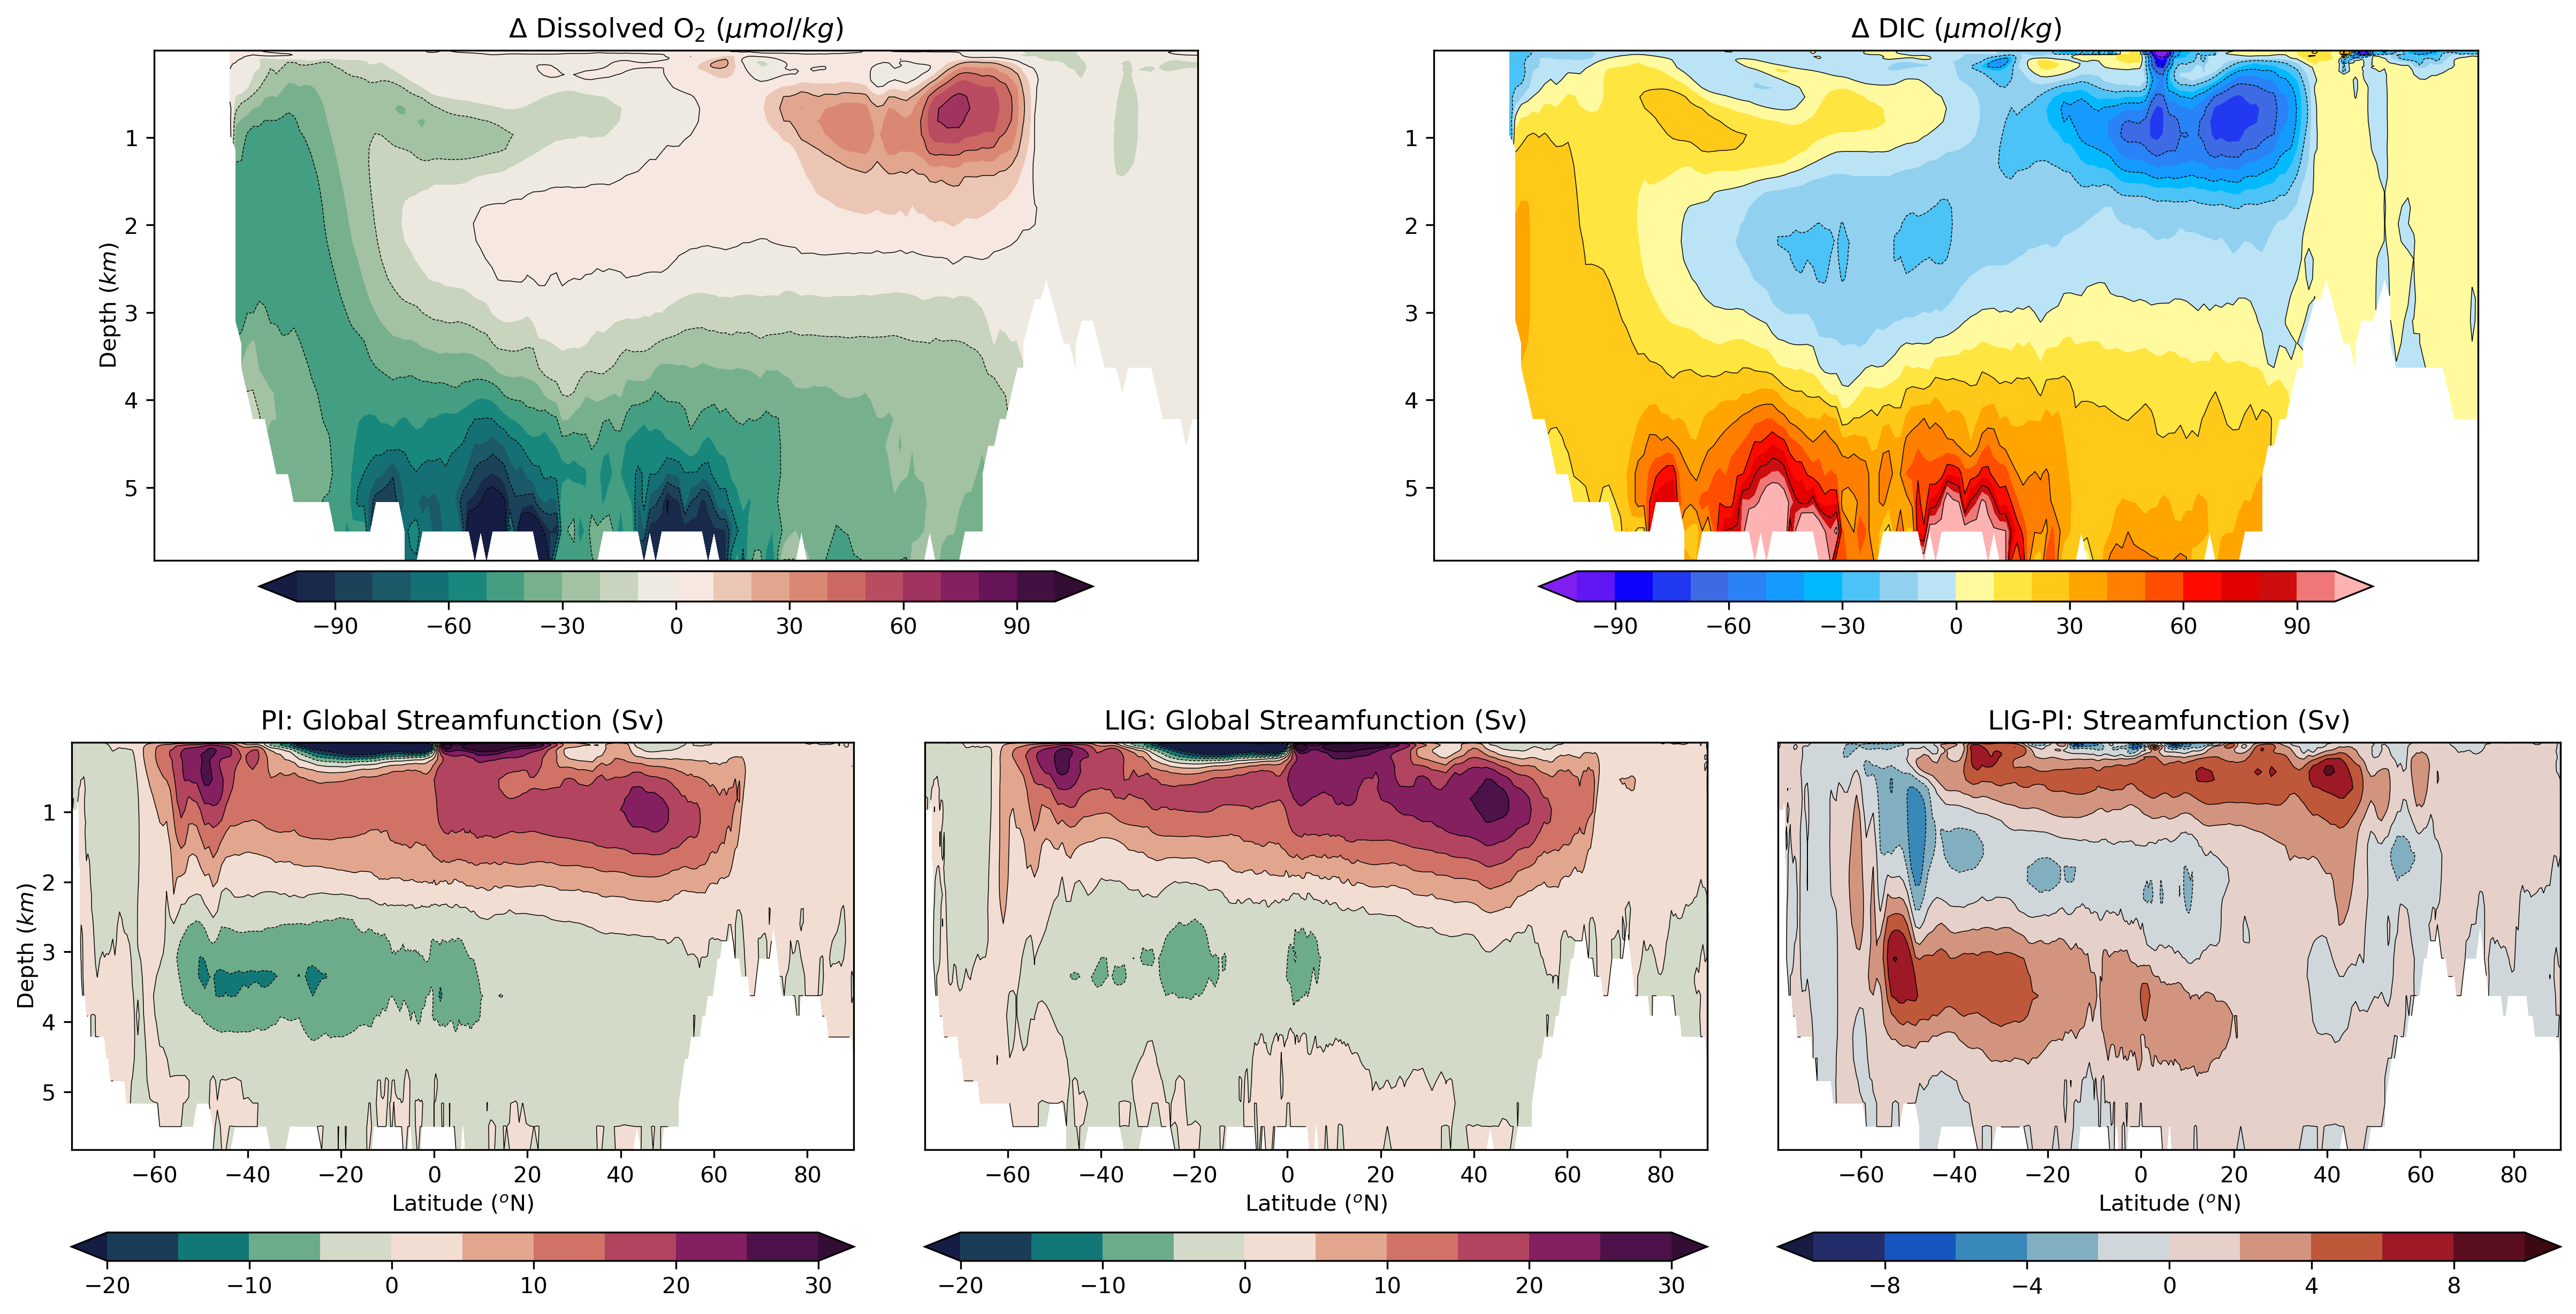 Δ Dissolved O₂ (μmol/kg)
Δ DIC (μmol/kg)
Depth (km)
1
2
3
4
5
1
2
3
4
5
−90 −60 −30 0 30 60 90
−90 −60 −30 0 30 60 90
PI: Global Streamfunction (Sv)
LIG: Global Streamfunction (Sv)
LIG-PI: Streamfunction (Sv)
Depth (km)
1
2
3
4
5
−60 −40 −20 0 20 40 60 80
−60 −40 −20 0 20 40 60 80
−60 −40 −20 0 20 40 60 80
Latitude (°N)
Latitude (°N)
Latitude (°N)
−20 −10 0 10 20 30
−20 −10 0 10 20 30
−8 −4 0 4 8